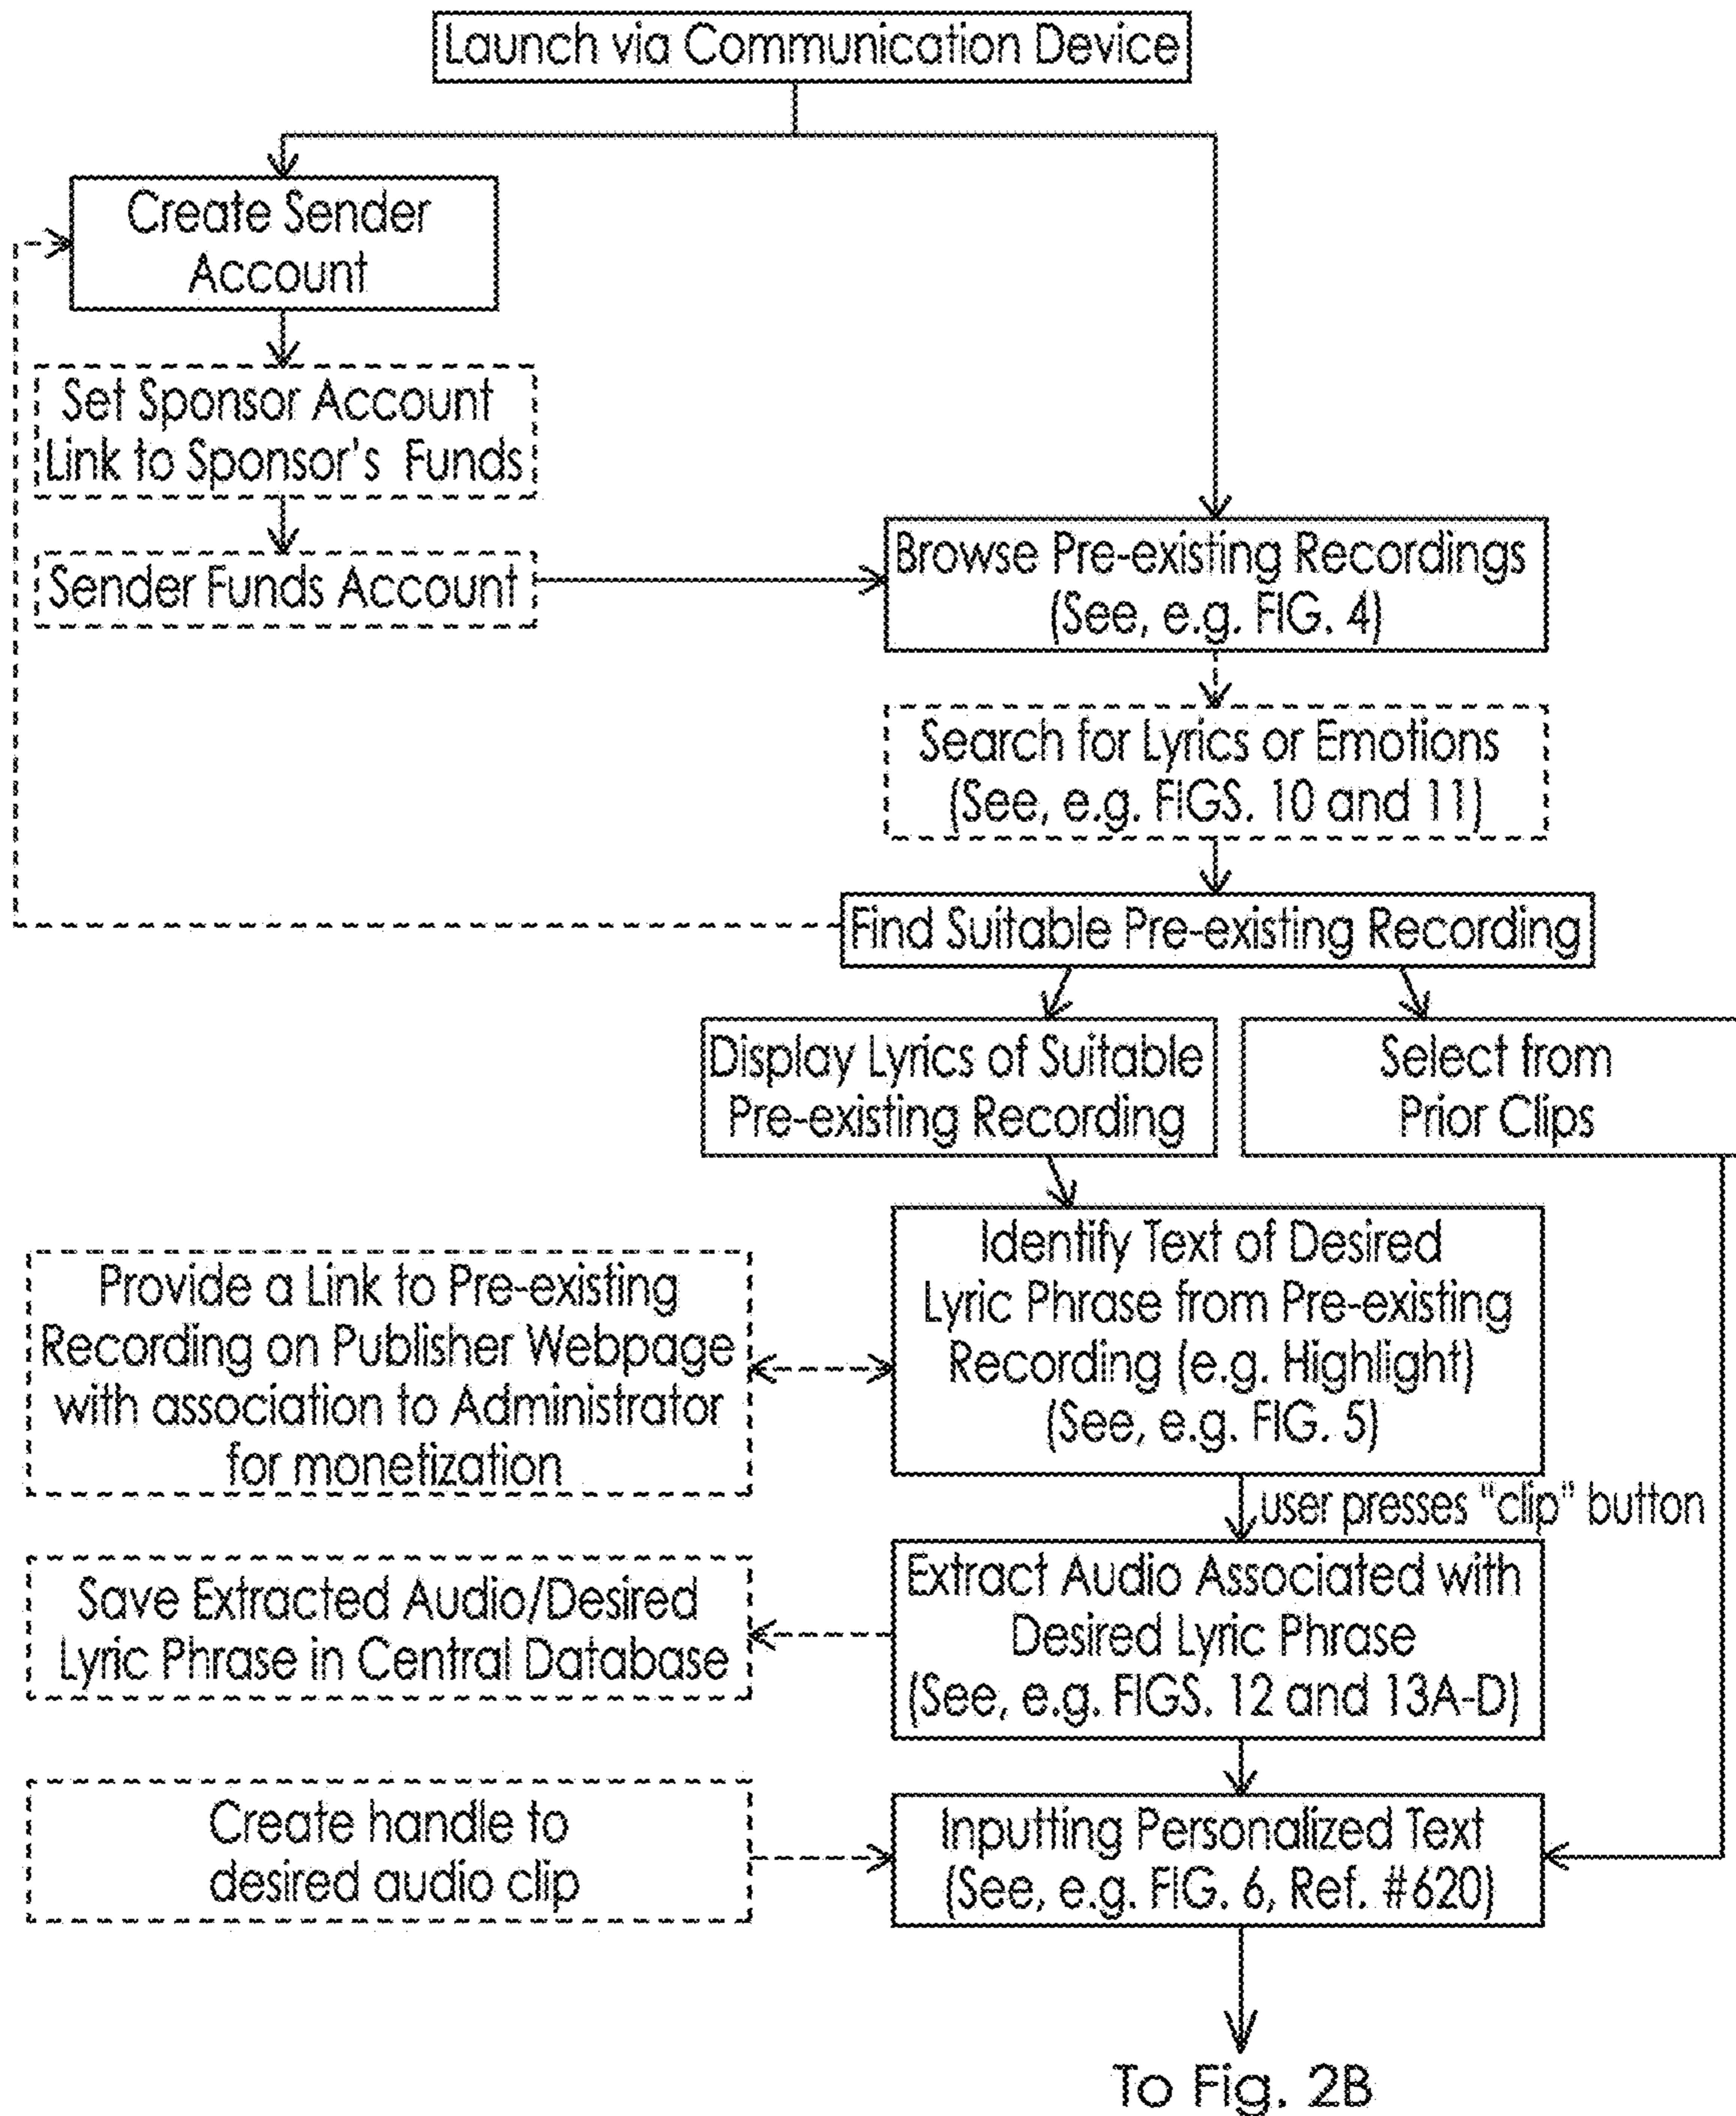 Launch via Communication Device
Create Sender
Account
Set Sponsor Account
Link to Sponsor's Funds
Sender Funds Account
Browse Pre-existing Recordings
(See, e.g. FIG. 4)
Search for Lyrics or Emotions
(See, e.g. FIGS. 10 and 11)
Find Suitable Pre-existing Recording
Display Lyrics of Suitable
Pre-existing Recording
Select from
Prior Clips
Identify Text of Desired
Lyric Phrase from Pre-existing
Recording (e.g. Highlight)
(See, e.g. FIG. 5)
Provide a Link to Pre-existing
Recording on Publisher Webpage
with association to Administrator
for monetization
user presses "clip" button
Extract Audio Associated with
Desired Lyric Phrase
(See, e.g. FIGS. 12 and 13A-D)
Save Extracted Audio/Desired
Lyric Phrase in Central Database
Create handle to
desired audio clip
Inputting Personalized Text
(See, e.g. FIG. 6, Ref. #620)
To Fig. 2B